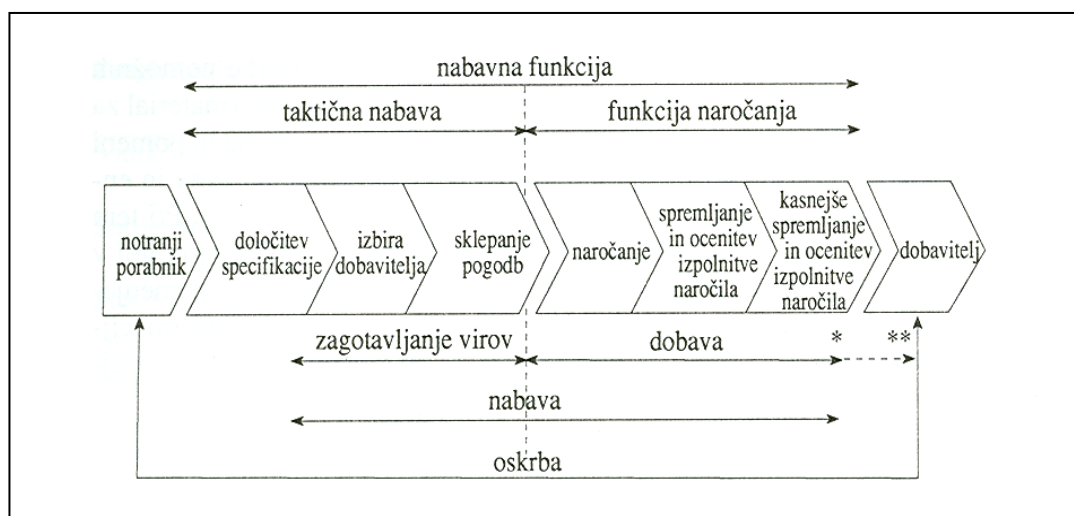 nabavna funkcija
taktična nabava
funkcija naročanja
notranji
porabnik
določitev
specifikacije
izbira
dobavitelja
sklepanje
pogodb
naročanje
spremljanje
in ocenitev
izpolnitve
naročila
kasnejše
spremljanje
in ocenitev
izpolnitve
naročila
dobavitelj
zagotavljanje virov
dobava
*
**
nabava
oskrba